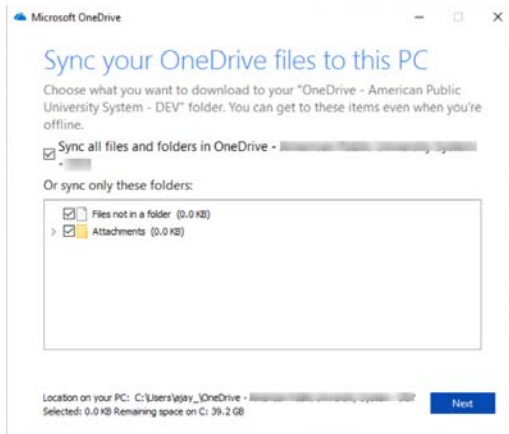 Microsoft OneDrive
Sync your OneDrive files to this PC
Choose what you want to download to your "OneDrive - American Public
University System - DEV" folder. You can get to these items even when you're
offline.
Sync all files and folders in OneDrive -
-
Or sync only these folders:
Files not in a folder (0.0 KB)
Attachments (0.0 KB)
Location on your PC: C:\Users\ajay_\OneDrive -
Next
Selected: 0.0 KB Remaining space on C: 39.2 GB